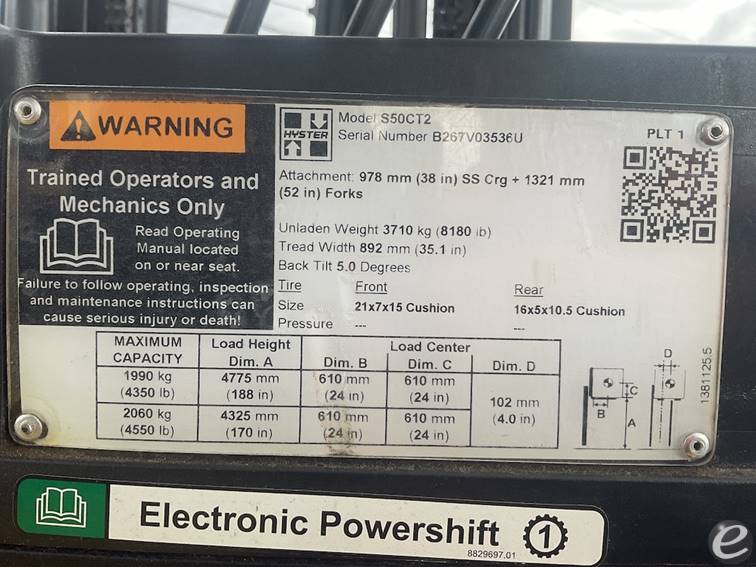 WARNING
Trained Operators and
Mechanics Only
Read Operating
Manual located
on or near seat.
Failure to follow operating, inspection
and maintenance instructions can
cause serious injury or death!
HYSTER
Model S50CT2
Serial Number B267V03536U
PLT 1
Attachment: 978 mm (38 in) SS Crg + 1321 mm
(52 in) Forks
Unladen Weight 3710 kg (8180 lb)
Tread Width 892 mm (35.1 in)
Back Tilt 5.0 Degrees
Tire Front Rear
Size 21x7x15 Cushion 16x5x10.5 Cushion
Pressure --- ---
MAXIMUM CAPACITY Load Height Dim. A Load Center
Dim. B Dim. C Dim. D
1990 kg 4775 mm 610 mm 610 mm
(4350 lb) (188 in) (24 in) (24 in)
102 mm
(4.0 in)
2060 kg 4325 mm 610 mm 610 mm
(4550 lb) (170 in) (24 in) (24 in)
D
C
B
A
1381125.5
Electronic Powershift 1
8829697.01
e